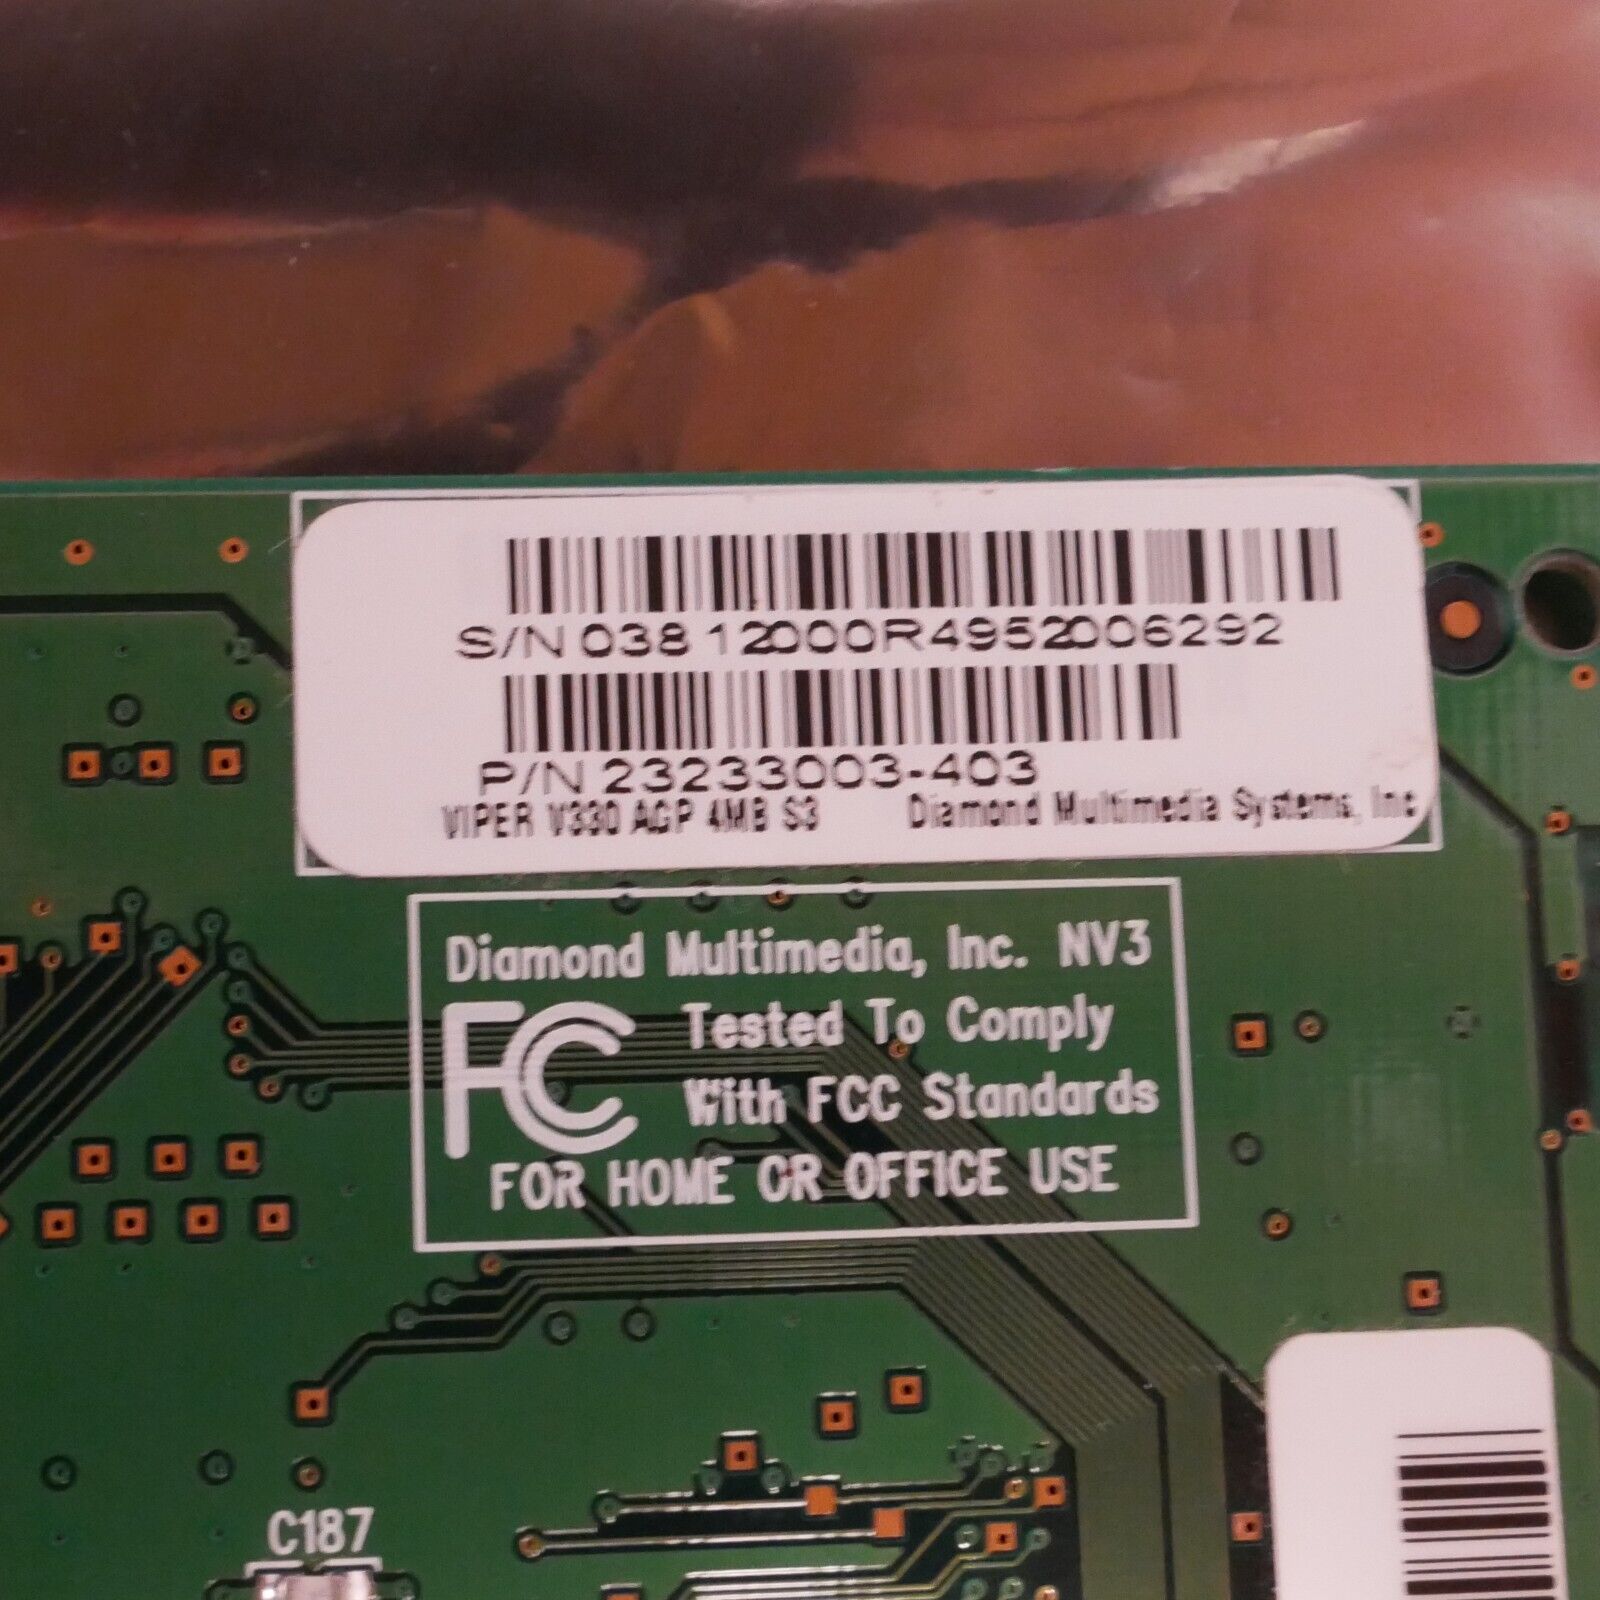 S/N 03812000R4952006292
P/N 23233003-403
VIPER V330 AGP 4MB S3 Diamond Multimedia Systems, Inc
Diamond Multimedia, Inc. NV3
FC Tested To Comply
With FCC Standards
FOR HOME OR OFFICE USE
C187